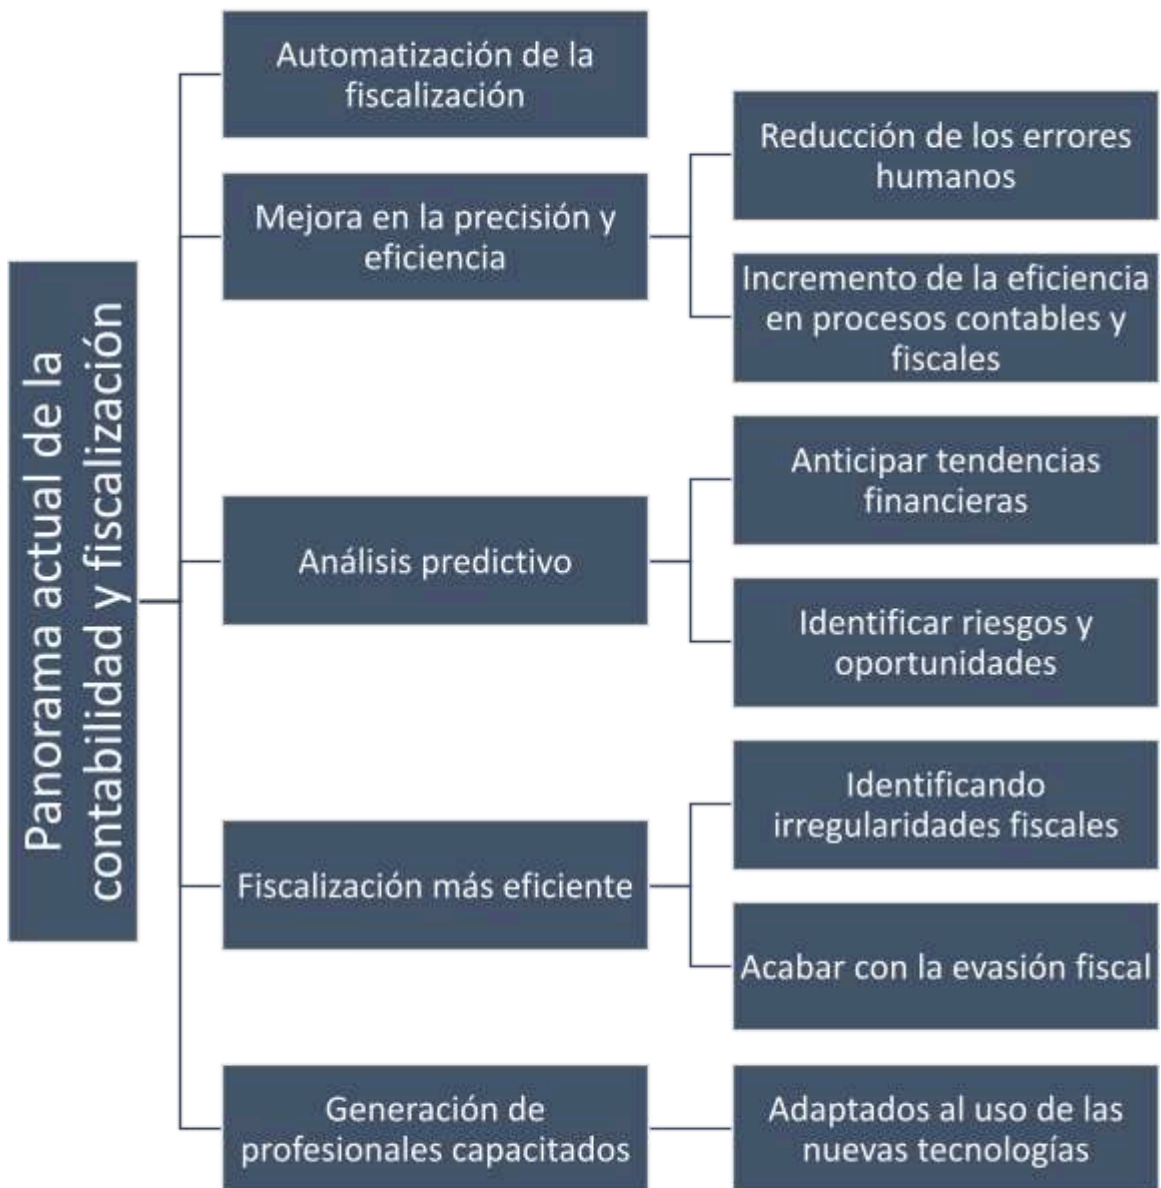 Panorama actual de la
contabilidad y fiscalización
Automatización de la
fiscalización
Mejora en la precisión y
eficiencia
Reducción de los errores
humanos
Incremento de la eficiencia
en procesos contables y
fiscales
Análisis predictivo
Anticipar tendencias
financieras
Identificar riesgos y
oportunidades
Fiscalización más eficiente
Identificando
irregularidades fiscales
Acabar con la evasión fiscal
Generación de
profesionales capacitados
Adaptados al uso de las
nuevas tecnologías